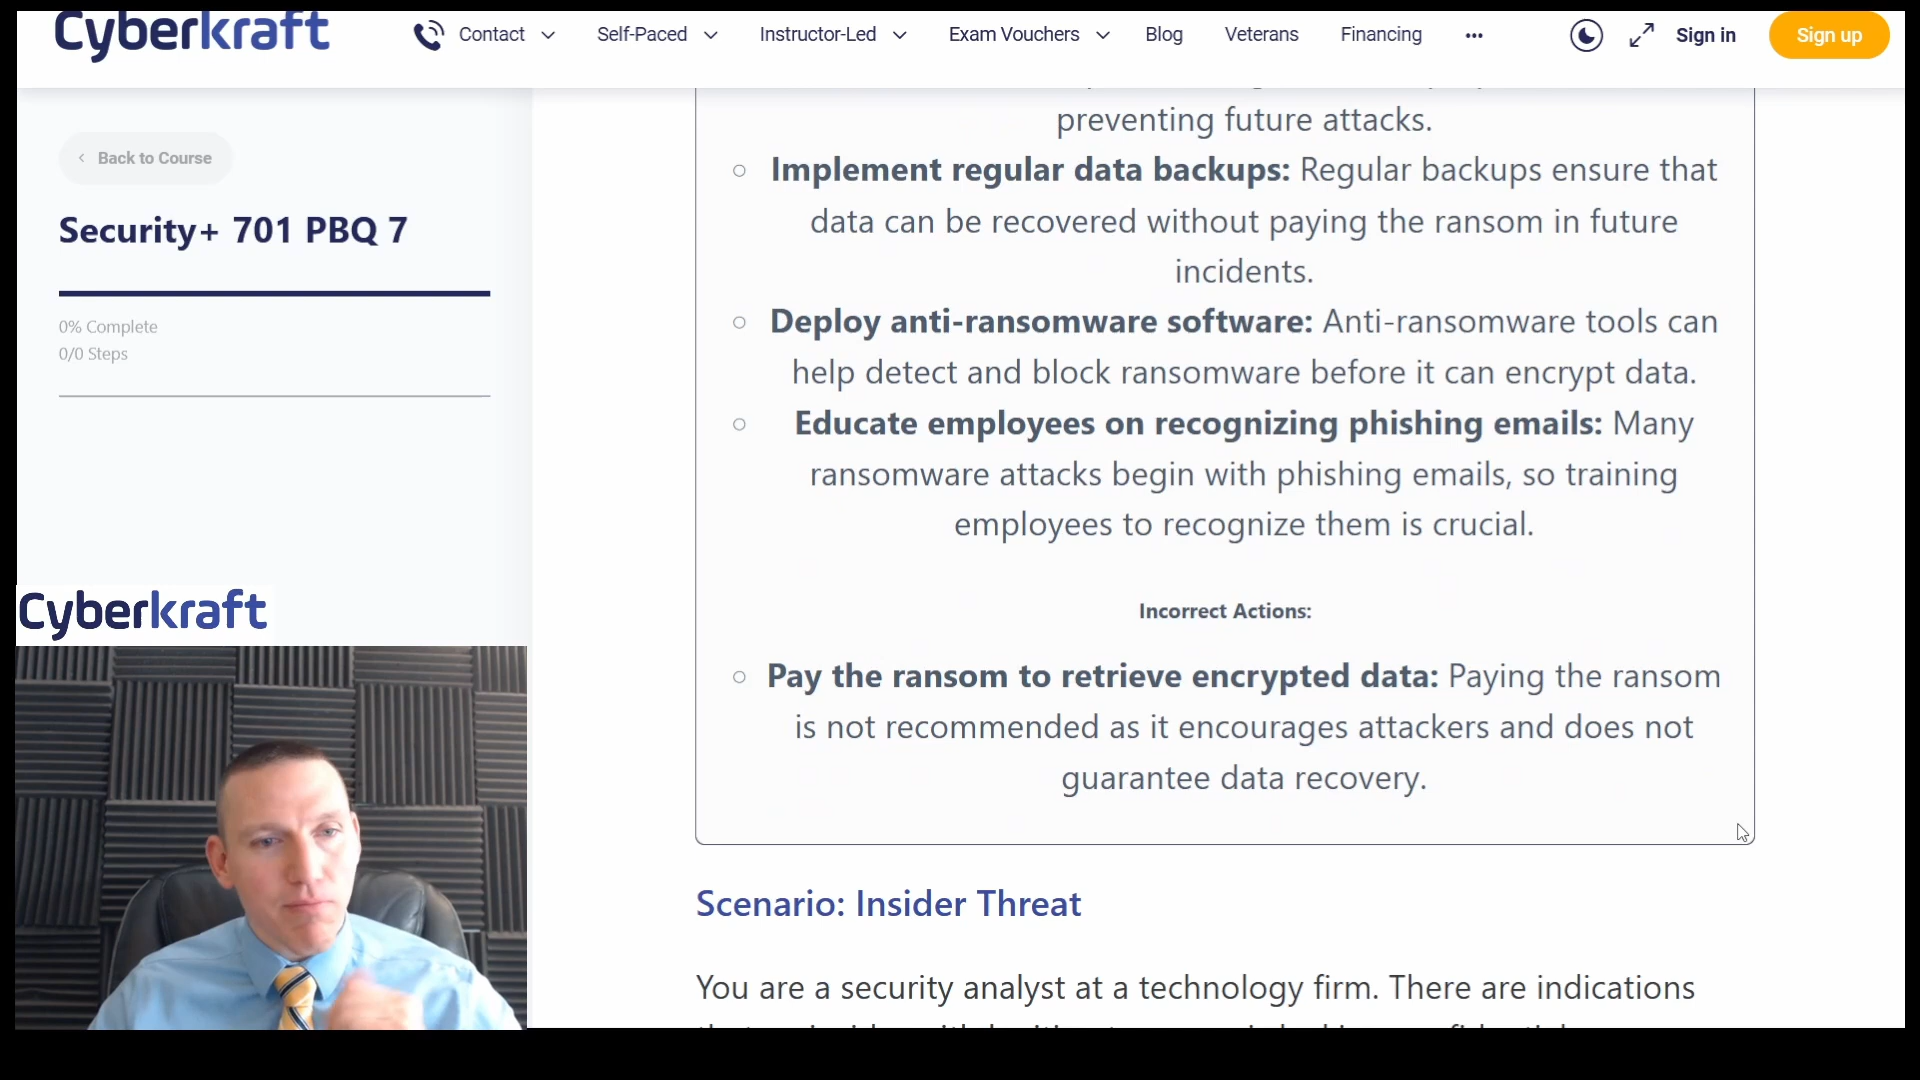 Cyberkraft
Contact
Self-Paced
Instructor-Led
Exam Vouchers
Blog
Veterans
Financing
Sign in
Sign up
Back to Course
Security+ 701 PBQ 7
0% Complete
0/0 Steps
Cyberkraft
preventing future attacks.
Implement regular data backups: Regular backups ensure that
data can be recovered without paying the ransom in future
incidents.
Deploy anti-ransomware software: Anti-ransomware tools can
help detect and block ransomware before it can encrypt data.
Educate employees on recognizing phishing emails: Many
ransomware attacks begin with phishing emails, so training
employees to recognize them is crucial.
Incorrect Actions:
Pay the ransom to retrieve encrypted data: Paying the ransom
is not recommended as it encourages attackers and does not
guarantee data recovery.
Scenario: Insider Threat
You are a security analyst at a technology firm. There are indications